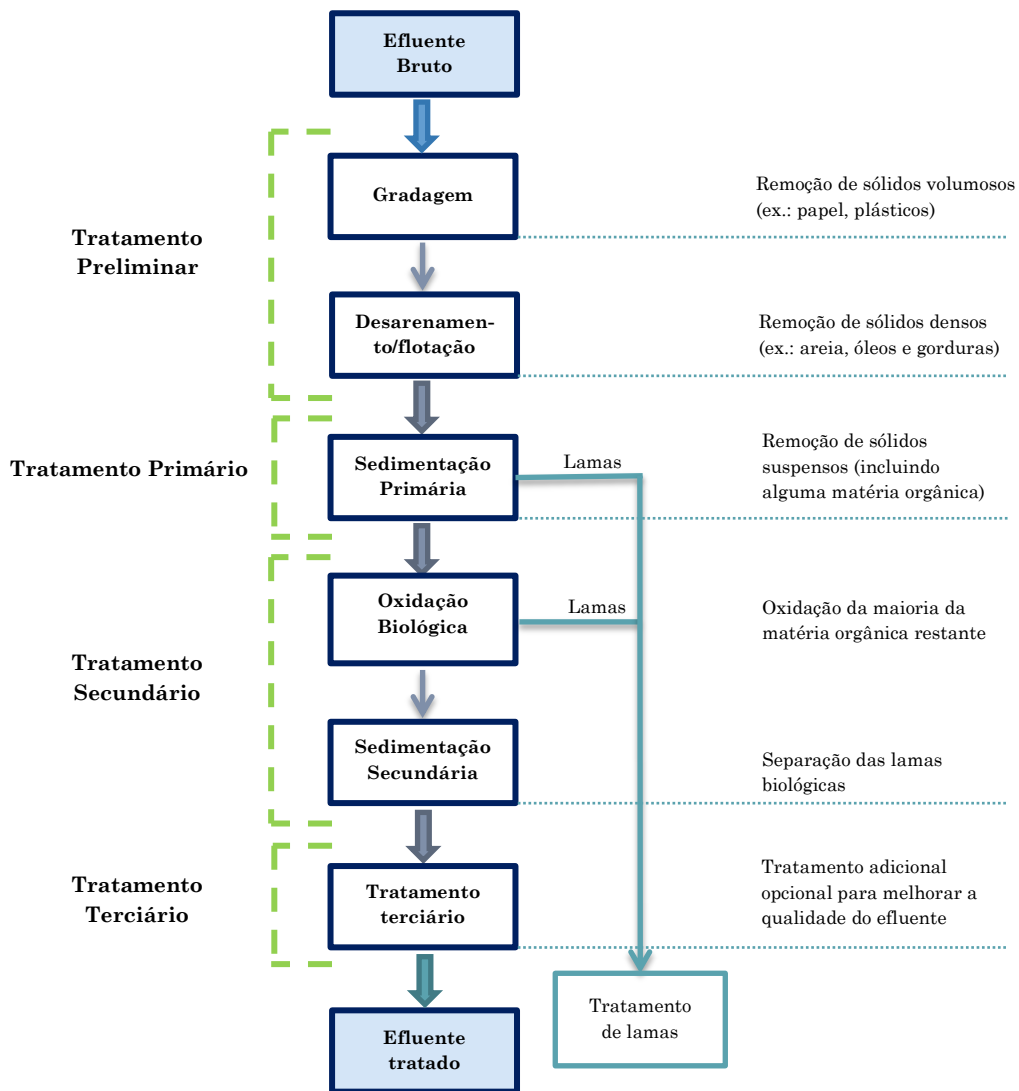 Efluente
Bruto
Gradagem
Remoção de sólidos volumosos
(ex.: papel, plásticos)
Tratamento
Preliminar
Desarenamen-
to/flotação
Remoção de sólidos densos
(ex.: areia, óleos e gorduras)
Tratamento Primário
Sedimentação
Primária
Lamas
Remoção de sólidos
suspensos (incluindo
alguma matéria orgânica)
Oxidação
Biológica
Lamas
Oxidação da maioria da
matéria orgânica restante
Tratamento
Secundário
Sedimentação
Secundária
Separação das lamas
biológicas
Tratamento
Terciário
Tratamento
terciário
Tratamento adicional
opcional para melhorar a
qualidade do efluente
Tratamento
de lamas
Efluente
tratado